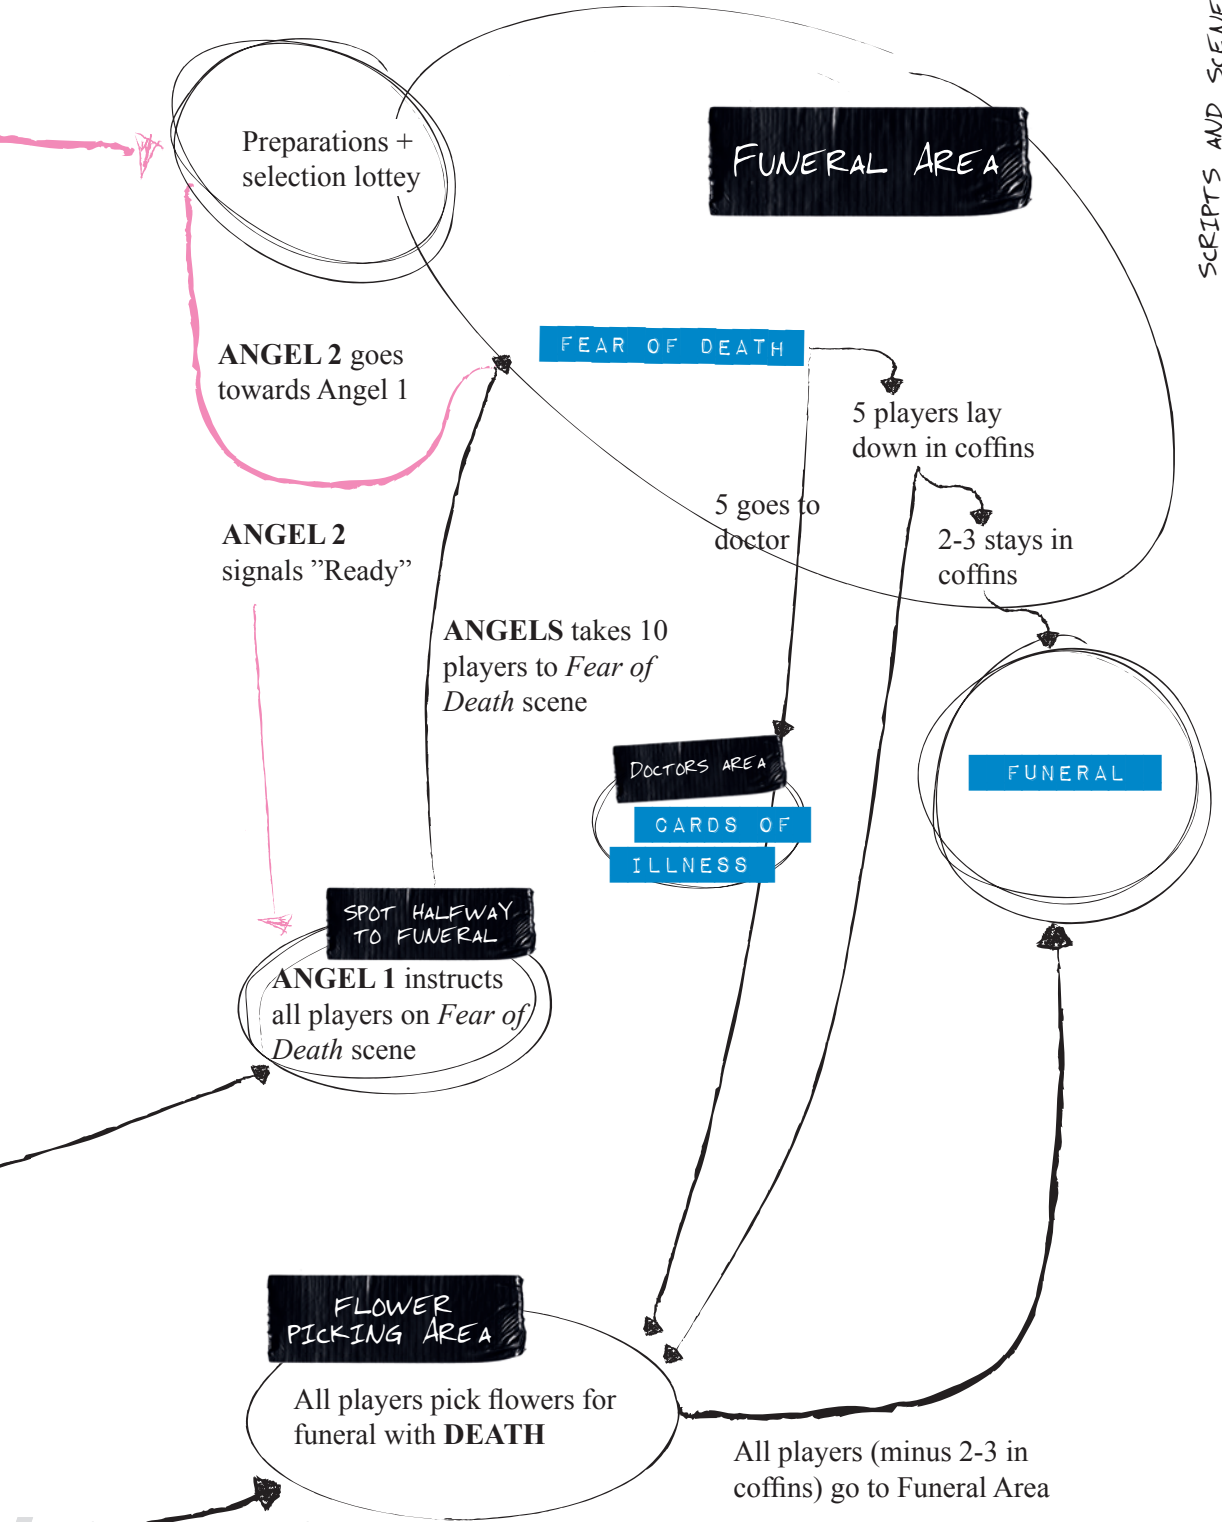 SCRIPTS AND SCENE
Preparations +
selection lottey
FUNERAL AREA
FEAR OF DEATH
ANGEL 2 goes
towards Angel 1
5 players lay
down in coffins
5 goes to
doctor
ANGEL 2
signals ”Ready”
2-3 stays in
coffins
ANGELS takes 10
players to Fear of
Death scene
DOCTORS AREA
CARDS OF
ILLNESS
FUNERAL
SPOT HALFWAY
TO FUNERAL
ANGEL 1 instructs
all players on Fear of
Death scene
FLOWER
PICKING AREA
All players pick flowers for
funeral with DEATH
All players (minus 2-3 in
coffins) go to Funeral Area